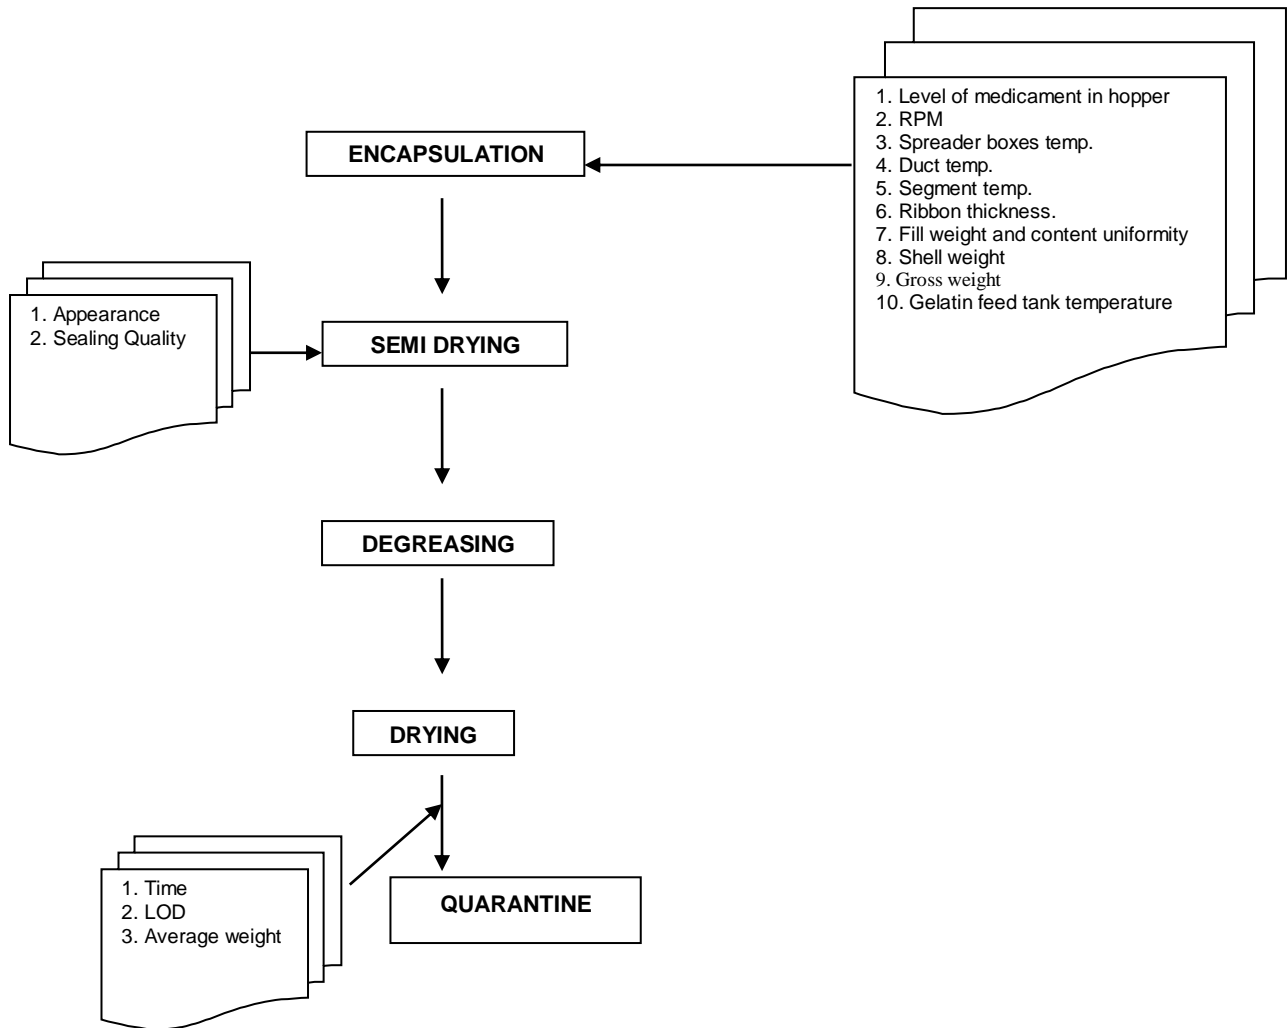 1. Level of medicament in hopper
2. RPM
3. Spreader boxes temp.
4. Duct temp.
5. Segment temp.
6. Ribbon thickness.
7. Fill weight and content uniformity
8. Shell weight
9. Gross weight
10. Gelatin feed tank temperature
ENCAPSULATION
1. Appearance
2. Sealing Quality
SEMI DRYING
DEGREASING
DRYING
1. Time
2. LOD
3. Average weight
QUARANTINE